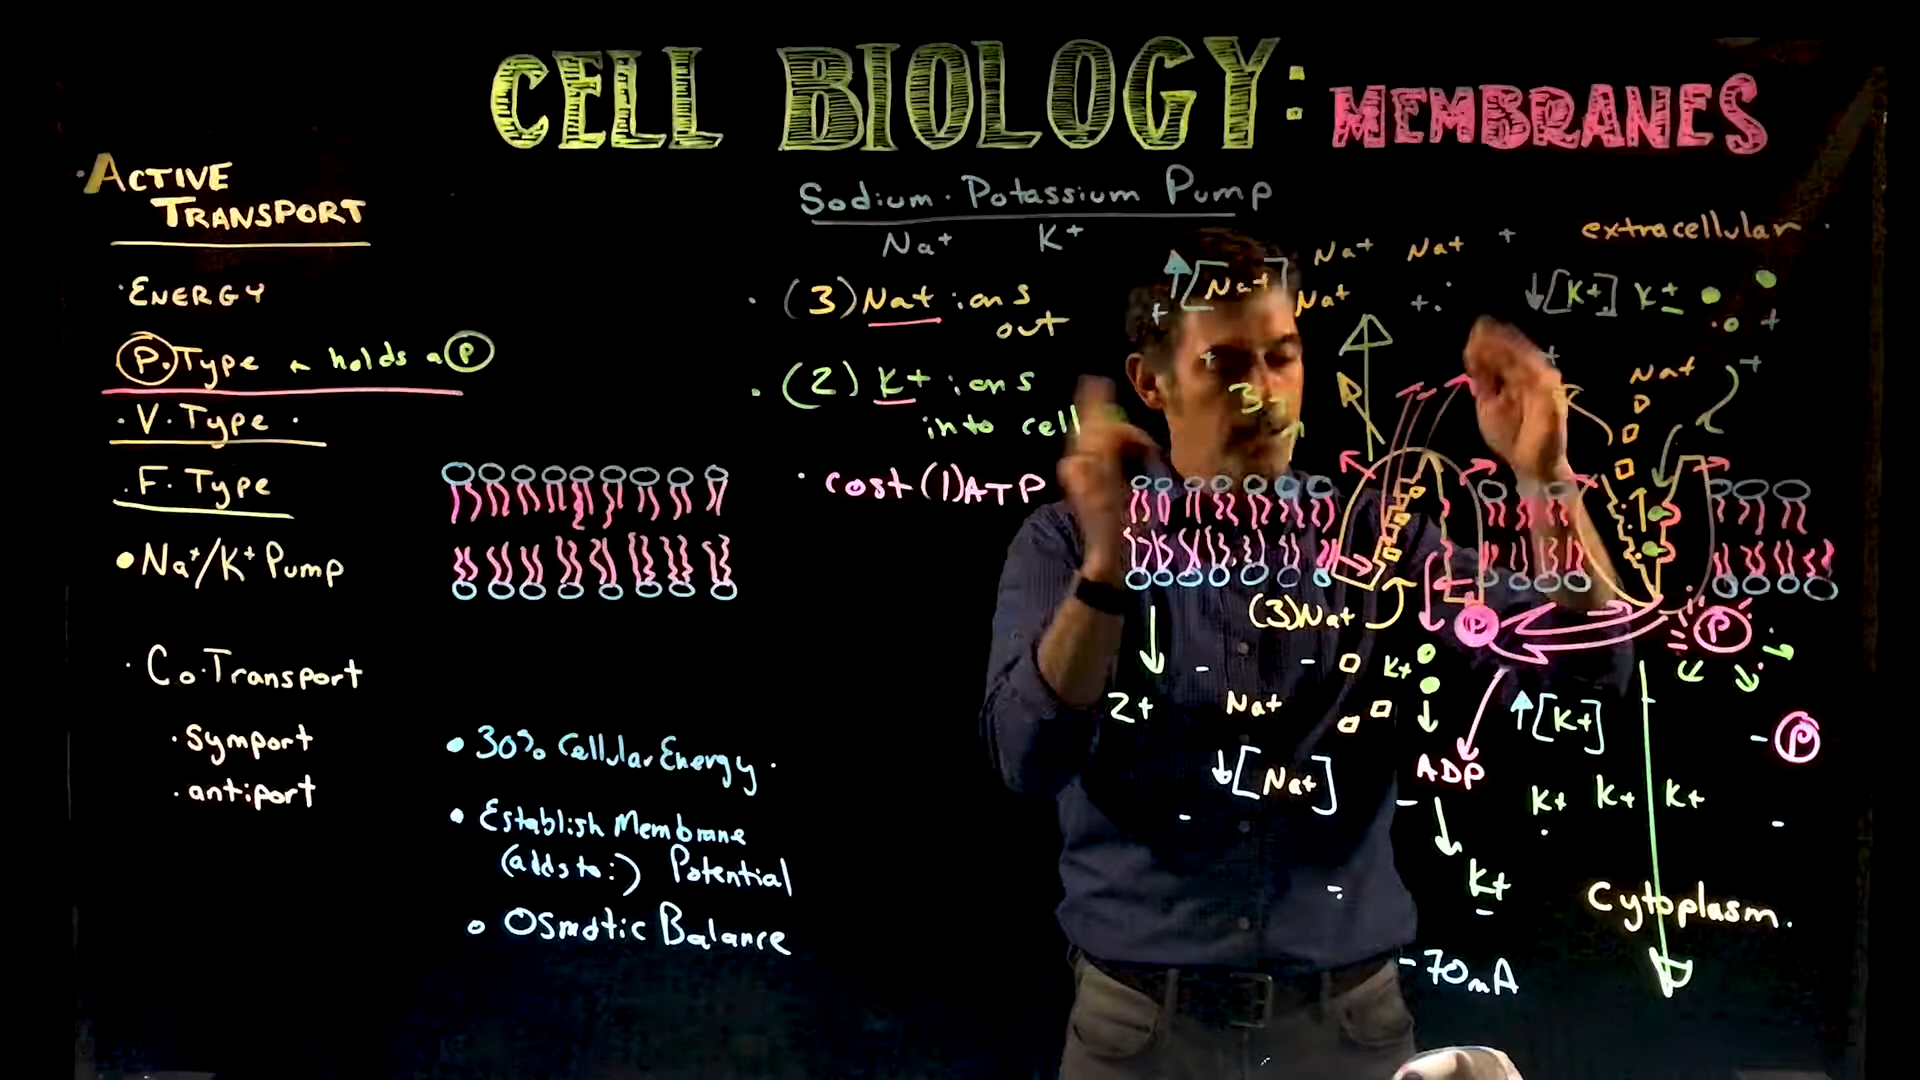 CELL BIOLOGY: MEMBRANES
· ACTIVE
TRANSPORT
· ENERGY
P. Type ← holds a P
· V. Type ·
. F. Type
• Na+/K+ Pump
· Co.Transport
· symport
· antiport
Sodium · Potassium Pump
Na+ K+
· (3) Na+ ions
out
· (2) K+ ions
into cell
· cost (1) ATP
• 30% Cellular Energy .
• Establish Membrane
(adds to:) Potential
○ Osmotic Balance
extracellular .
↑[Na+] Na+ Na+ +
Na+ + ↓[K+] K+ +
+ + + +
Na+
3+
(3)Na+
P P
K+
2+ Na+ ↑[K+] - P
↓[Na+] ADP
K+ K+ K+
K+
Cytoplasm.
-70mA